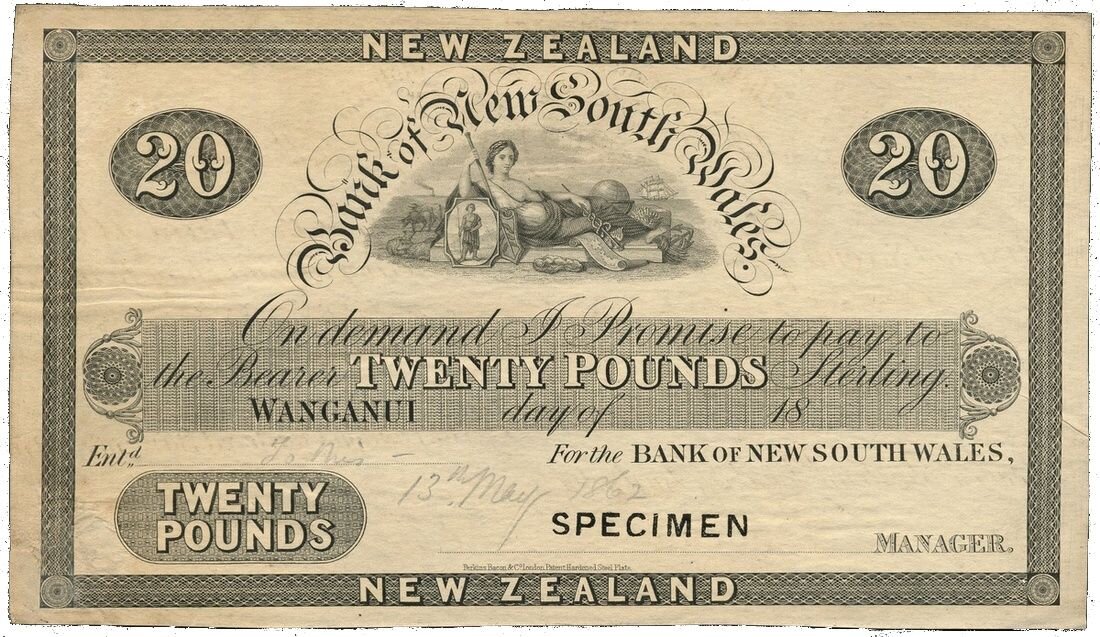 NEW ZEALAND
Bank of New South Wales.
20 20
On demand I Promise to pay to
the Bearer TWENTY POUNDS Sterling.
WANGANUI day of 18
Entd. For the BANK OF NEW SOUTH WALES,
13th May 1862
TWENTY
POUNDS
SPECIMEN
MANAGER.
Perkins Bacon & Co. London Patent Hardened Steel Plate.
NEW ZEALAND